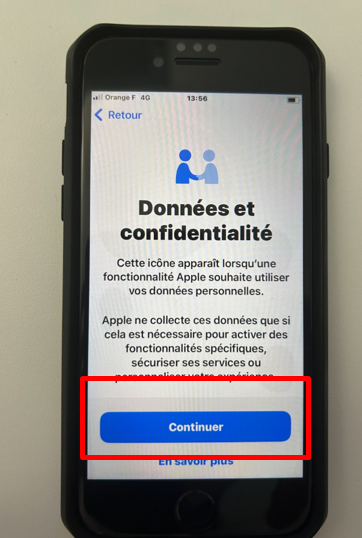 Orange F 4G 13:56
Retour
Données et
confidentialité
Cette icône apparaît lorsqu'une
fonctionnalité Apple souhaite utiliser
vos données personnelles.
Apple ne collecte ces données que si
cela est nécessaire pour activer des
fonctionnalités spécifiques,
sécuriser ses services ou
personnaliser votre expérience.
Continuer
En savoir plus